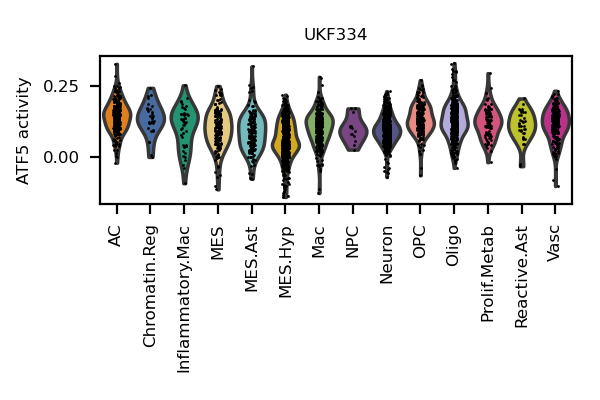 UKF334
ATF5 activity
0.25
0.00
AC
Chromatin.Reg
Inflammatory.Mac
MES
MES.Ast
MES.Hyp
Mac
NPC
Neuron
OPC
Oligo
Prolif.Metab
Reactive.Ast
Vasc